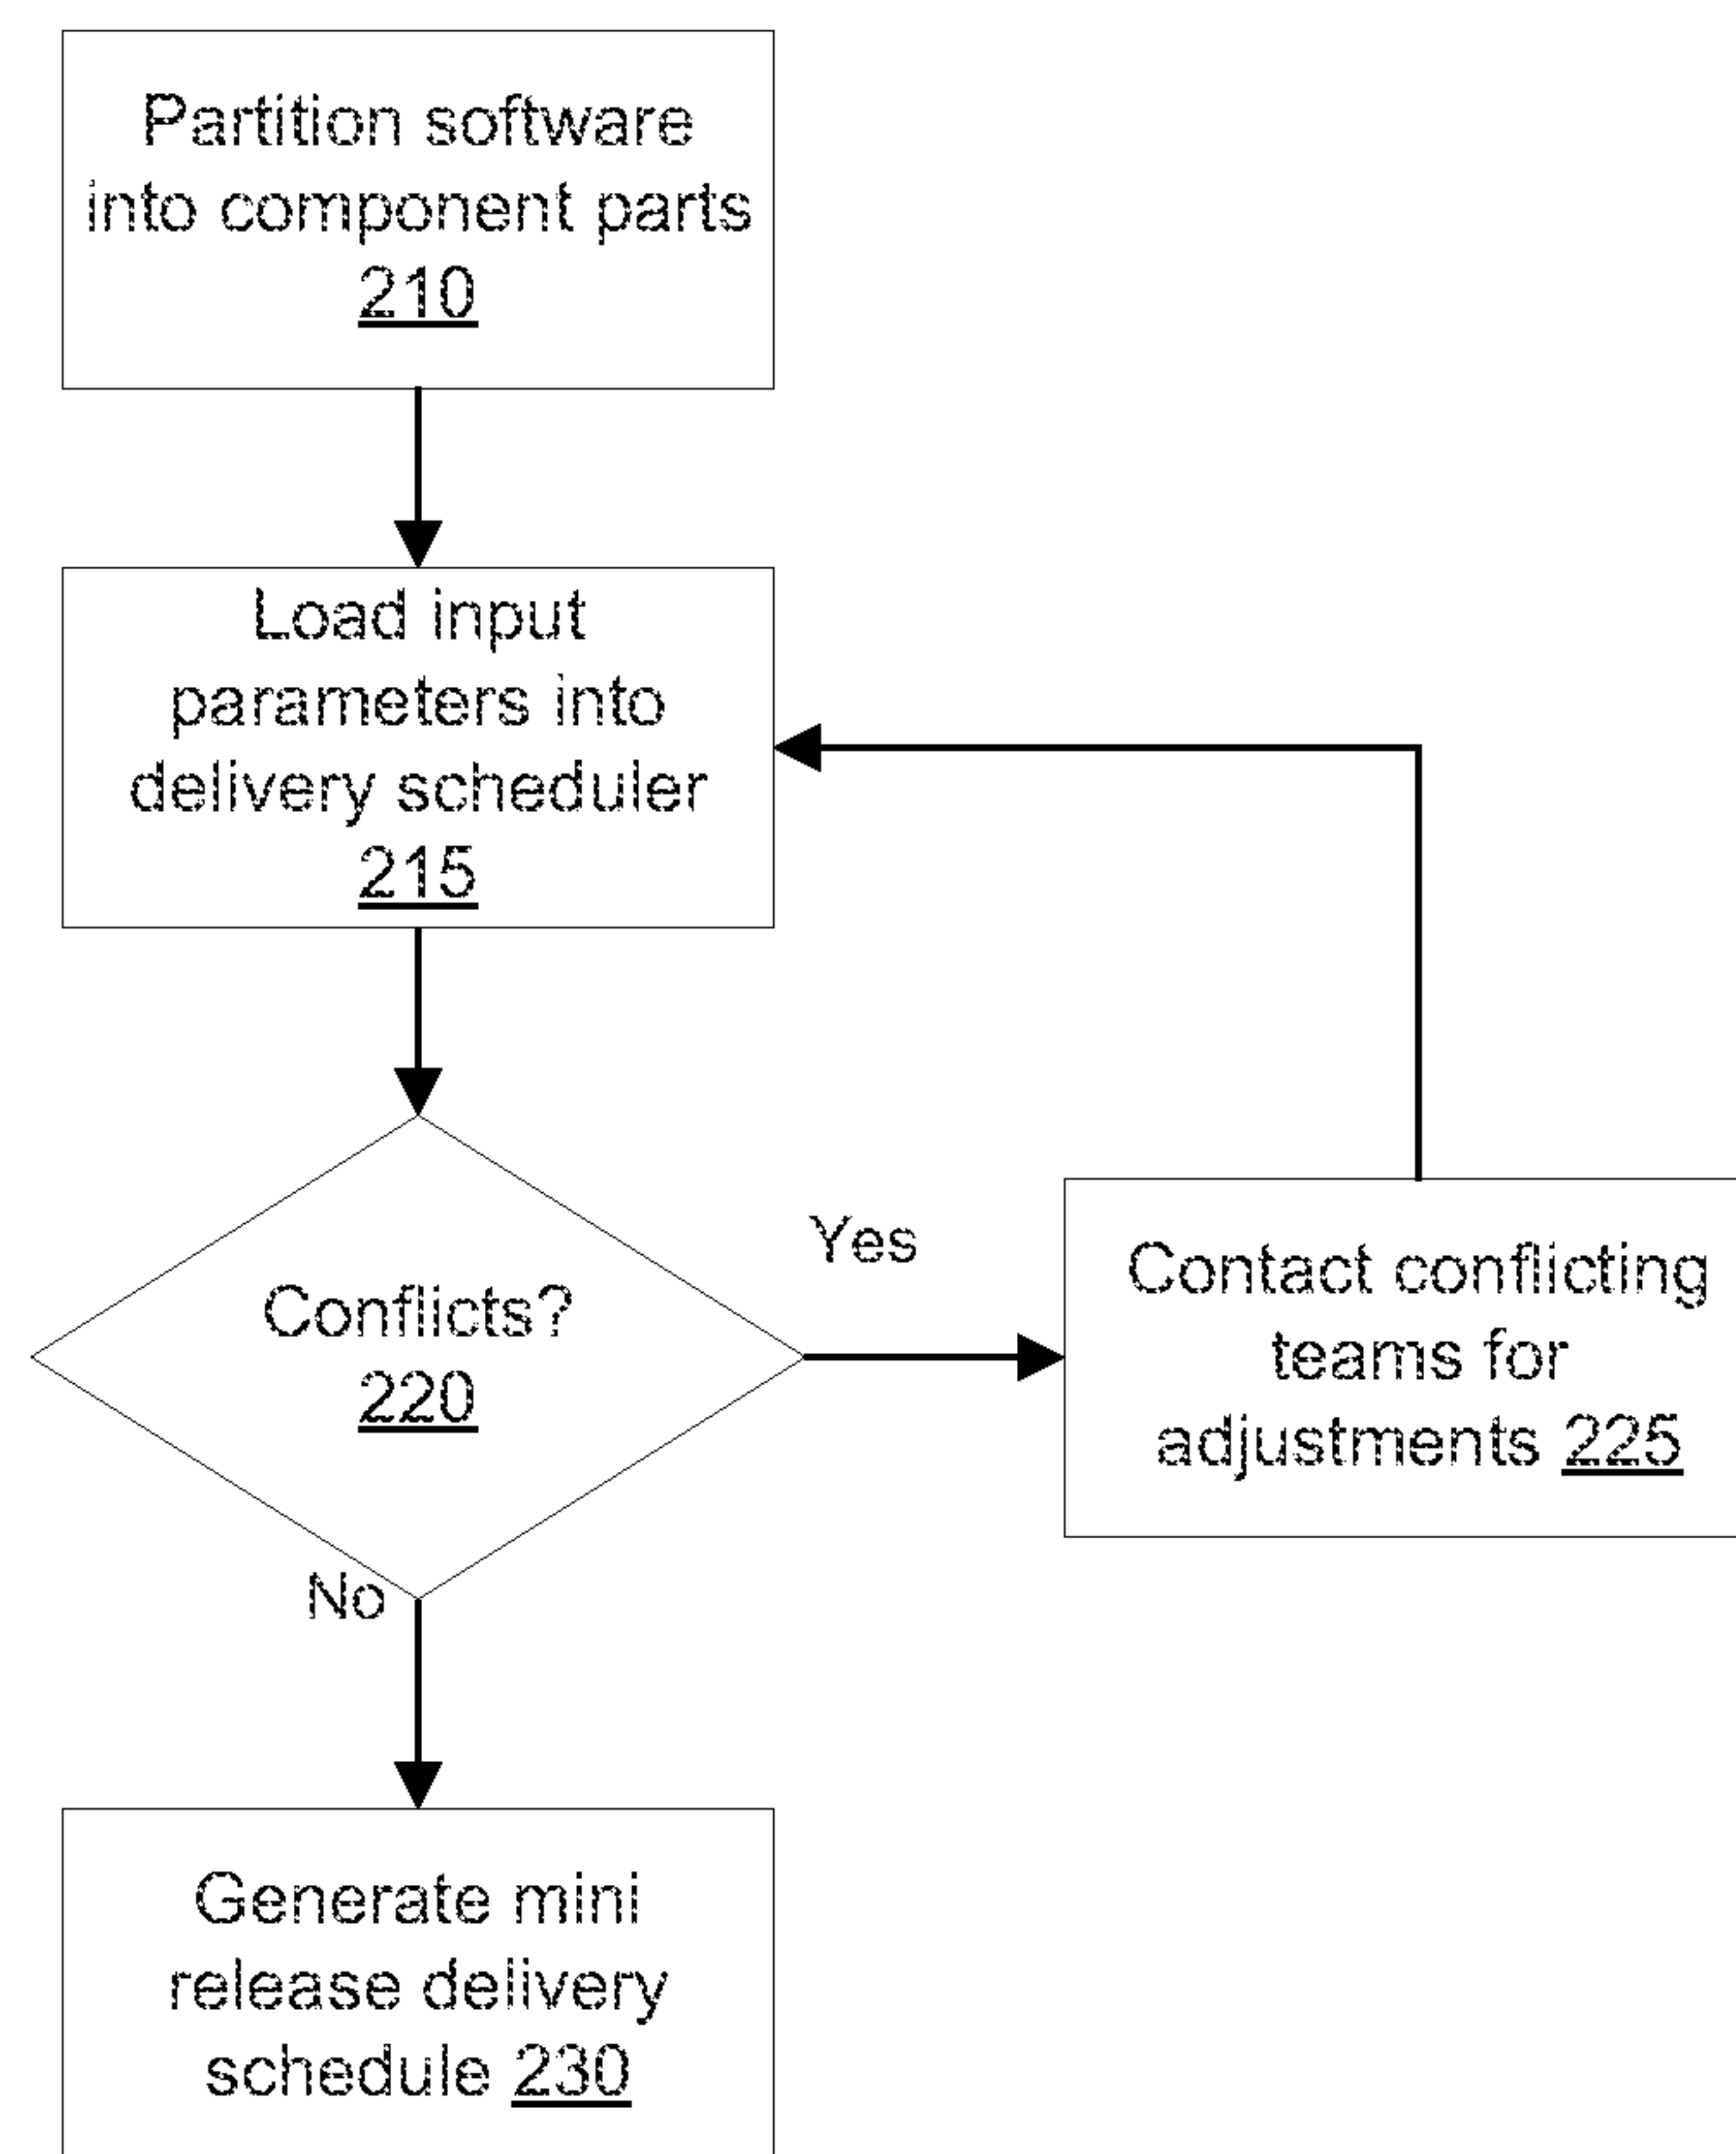 Partition software
into component parts
210
Load input
parameters into
delivery scheduler
215
Conflicts?
220
Yes
Contact conflicting
teams for
adjustments 225
No
Generate mini
release delivery
schedule 230